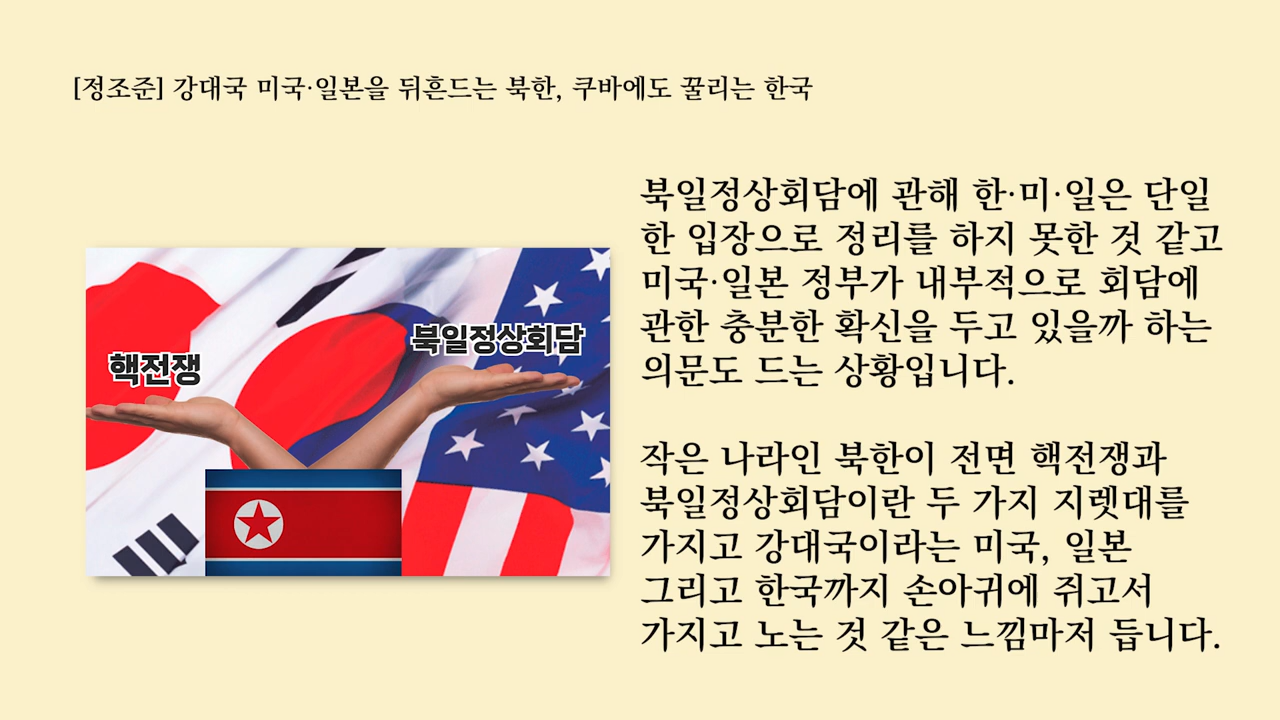 [정조준] 강대국 미국·일본을 뒤흔드는 북한, 쿠바에도 꿀리는 한국
핵전쟁
북일정상회담
북일정상회담에 관해 한·미·일은 단일
한 입장으로 정리를 하지 못한 것 같고
미국·일본 정부가 내부적으로 회담에
관한 충분한 확신을 두고 있을까 하는
의문도 드는 상황입니다.
작은 나라인 북한이 전면 핵전쟁과
북일정상회담이란 두 가지 지렛대를
가지고 강대국이라는 미국, 일본
그리고 한국까지 손아귀에 쥐고서
가지고 노는 것 같은 느낌마저 듭니다.